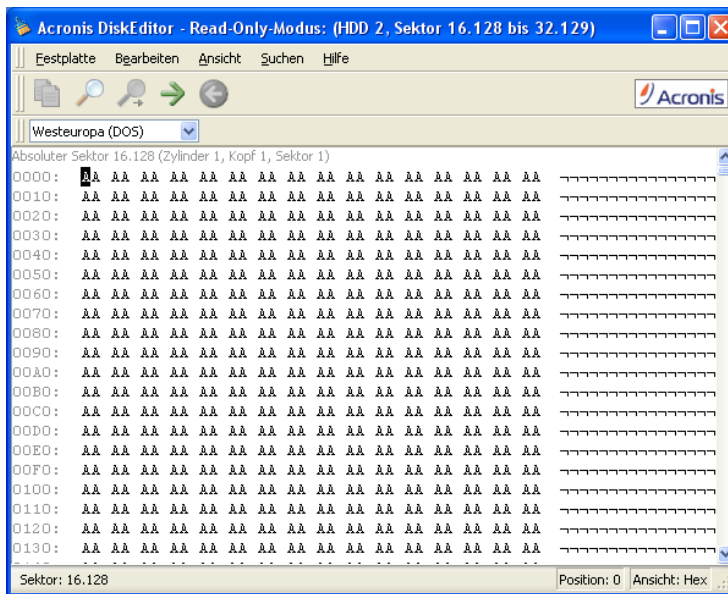 Acronis DiskEditor - Read-Only-Modus: (HDD 2, Sektor 16.128 bis 32.129)
Festplatte Bearbeiten Ansicht Suchen Hilfe
Acronis
Westeuropa (DOS)
Absoluter Sektor 16.128 (Zylinder 1, Kopf 1, Sektor 1)
0000: AA AA AA AA AA AA AA AA AA AA AA AA AA AA AA AA ¬¬¬¬¬¬¬¬¬¬¬¬¬¬¬¬
0010: AA AA AA AA AA AA AA AA AA AA AA AA AA AA AA AA ¬¬¬¬¬¬¬¬¬¬¬¬¬¬¬¬
0020: AA AA AA AA AA AA AA AA AA AA AA AA AA AA AA AA ¬¬¬¬¬¬¬¬¬¬¬¬¬¬¬¬
0030: AA AA AA AA AA AA AA AA AA AA AA AA AA AA AA AA ¬¬¬¬¬¬¬¬¬¬¬¬¬¬¬¬
0040: AA AA AA AA AA AA AA AA AA AA AA AA AA AA AA AA ¬¬¬¬¬¬¬¬¬¬¬¬¬¬¬¬
0050: AA AA AA AA AA AA AA AA AA AA AA AA AA AA AA AA ¬¬¬¬¬¬¬¬¬¬¬¬¬¬¬¬
0060: AA AA AA AA AA AA AA AA AA AA AA AA AA AA AA AA ¬¬¬¬¬¬¬¬¬¬¬¬¬¬¬¬
0070: AA AA AA AA AA AA AA AA AA AA AA AA AA AA AA AA ¬¬¬¬¬¬¬¬¬¬¬¬¬¬¬¬
0080: AA AA AA AA AA AA AA AA AA AA AA AA AA AA AA AA ¬¬¬¬¬¬¬¬¬¬¬¬¬¬¬¬
0090: AA AA AA AA AA AA AA AA AA AA AA AA AA AA AA AA ¬¬¬¬¬¬¬¬¬¬¬¬¬¬¬¬
00A0: AA AA AA AA AA AA AA AA AA AA AA AA AA AA AA AA ¬¬¬¬¬¬¬¬¬¬¬¬¬¬¬¬
00B0: AA AA AA AA AA AA AA AA AA AA AA AA AA AA AA AA ¬¬¬¬¬¬¬¬¬¬¬¬¬¬¬¬
00C0: AA AA AA AA AA AA AA AA AA AA AA AA AA AA AA AA ¬¬¬¬¬¬¬¬¬¬¬¬¬¬¬¬
00D0: AA AA AA AA AA AA AA AA AA AA AA AA AA AA AA AA ¬¬¬¬¬¬¬¬¬¬¬¬¬¬¬¬
00E0: AA AA AA AA AA AA AA AA AA AA AA AA AA AA AA AA ¬¬¬¬¬¬¬¬¬¬¬¬¬¬¬¬
00F0: AA AA AA AA AA AA AA AA AA AA AA AA AA AA AA AA ¬¬¬¬¬¬¬¬¬¬¬¬¬¬¬¬
0100: AA AA AA AA AA AA AA AA AA AA AA AA AA AA AA AA ¬¬¬¬¬¬¬¬¬¬¬¬¬¬¬¬
0110: AA AA AA AA AA AA AA AA AA AA AA AA AA AA AA AA ¬¬¬¬¬¬¬¬¬¬¬¬¬¬¬¬
0120: AA AA AA AA AA AA AA AA AA AA AA AA AA AA AA AA ¬¬¬¬¬¬¬¬¬¬¬¬¬¬¬¬
0130: AA AA AA AA AA AA AA AA AA AA AA AA AA AA AA AA ¬¬¬¬¬¬¬¬¬¬¬¬¬¬¬¬
Sektor: 16.128 Position: 0 Ansicht: Hex